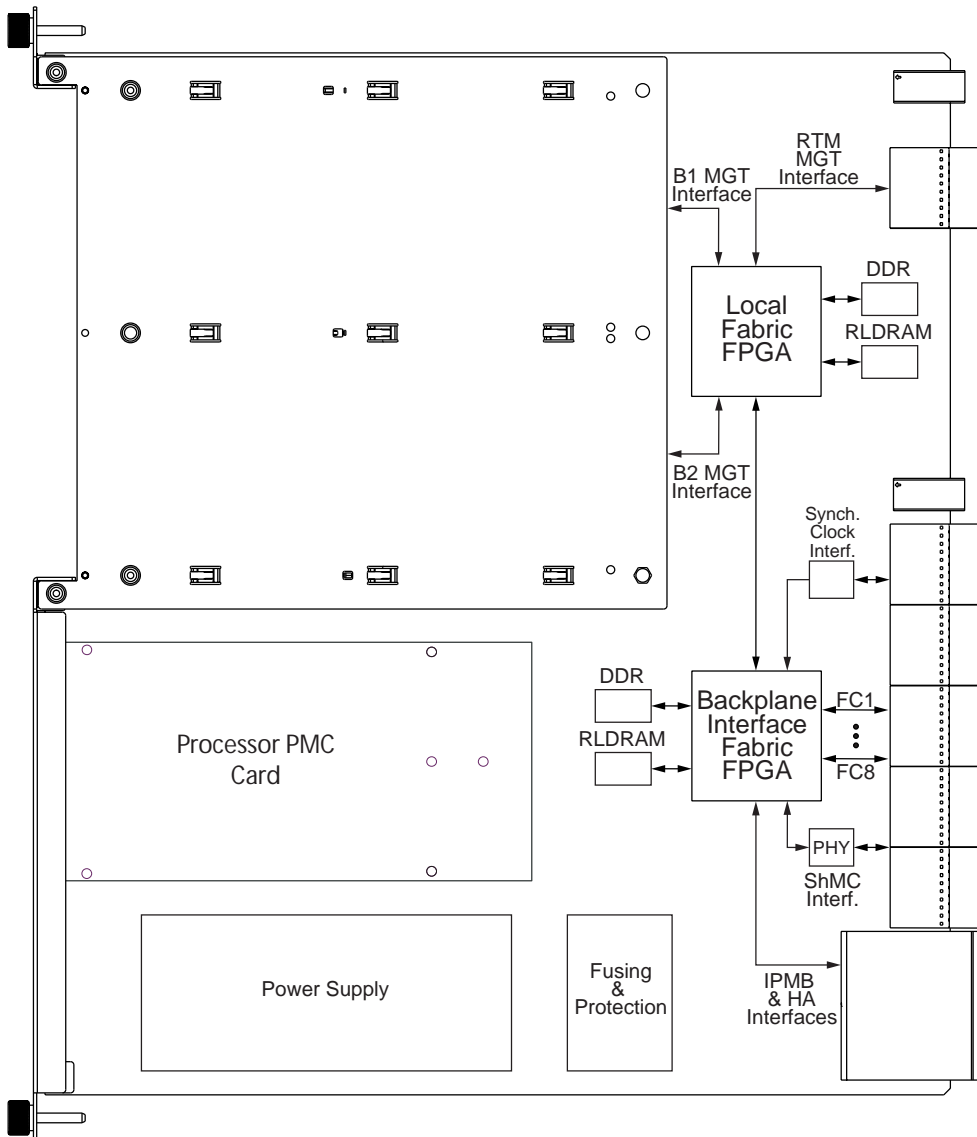 RTM
MGT
Interface
B1 MGT
Interface
DDR
Local
Fabric
FPGA
RLDRAM
B2 MGT
Interface
Synch.
Clock
Interf.
DDR
Backplane
Interface
Fabric
FPGA
FC1
RLDRAM
FC8
Processor PMC
Card
PHY
ShMC
Interf.
Power Supply
Fusing
&
Protection
IPMB
& HA
Interfaces